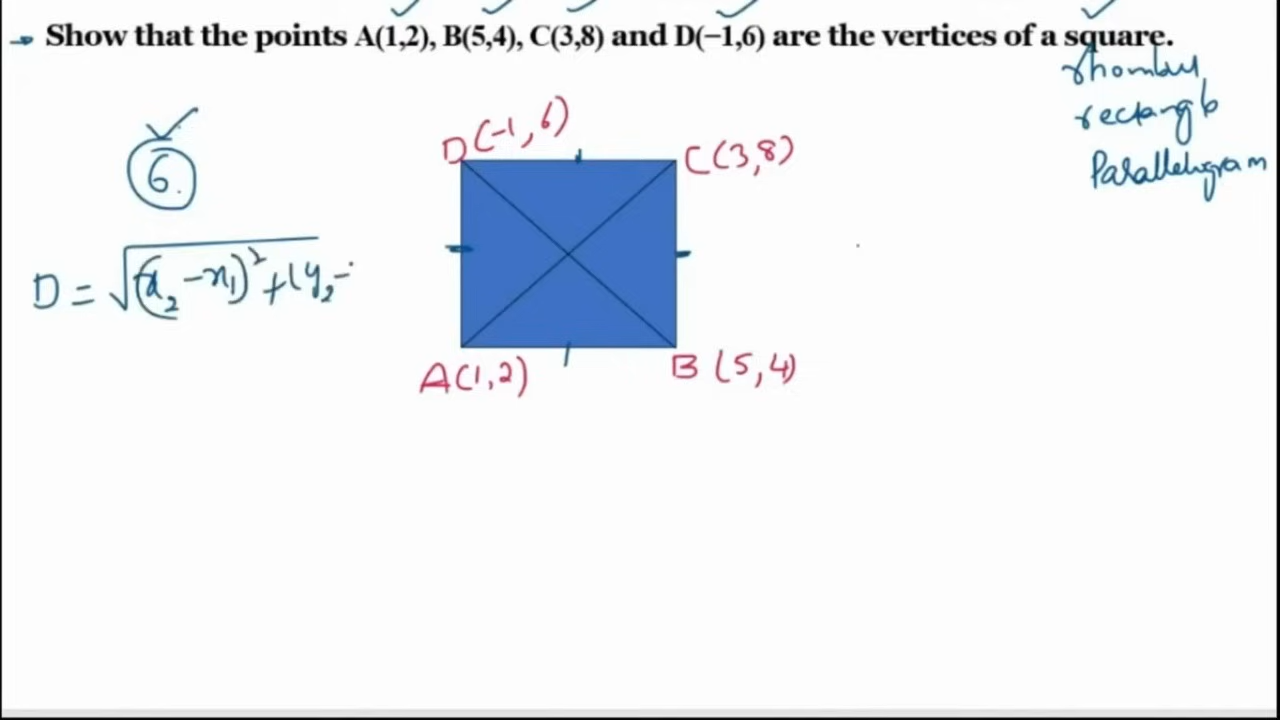 Show that the points A(1,2), B(5,4), C(3,8) and D(−1,6) are the vertices of a square.
rhombus
rectangle
Parallelogram
6.
D(-1,6)
C(3,8)
D = √(x₂-x₁)²+(y₂-
A(1,2)
B(5,4)